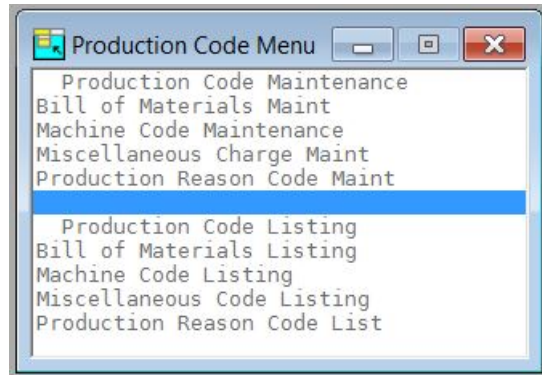 Production Code Menu
Production Code Maintenance
Bill of Materials Maint
Machine Code Maintenance
Miscellaneous Charge Maint
Production Reason Code Maint
Production Code Listing
Bill of Materials Listing
Machine Code Listing
Miscellaneous Code Listing
Production Reason Code List